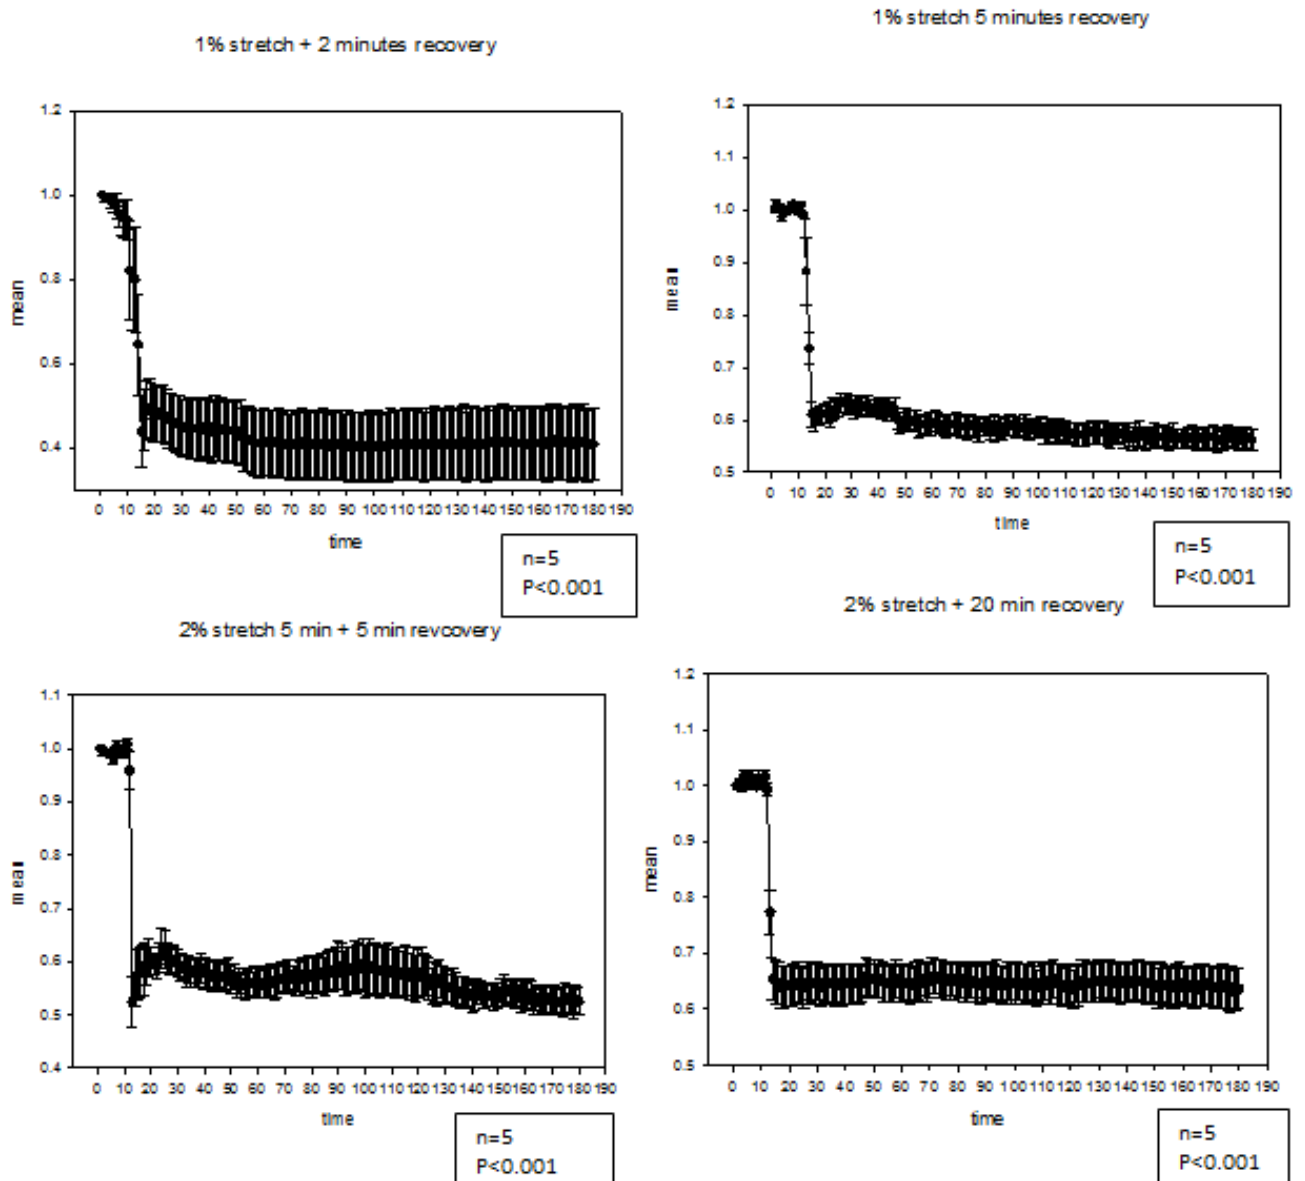 1% stretch + 2 minutes recovery
1.2
1.0
0.8
0.6
0.4
mean
0 10 20 30 40 50 60 70 80 90 100 110 120 130 140 150 160 170 180 190
time
n=5
P<0.001
1% stretch 5 minutes recovery
1.2
1.1
1.0
0.9
0.8
0.7
0.6
0.5
mean
0 10 20 30 40 50 60 70 80 90 100 110 120 130 140 150 160 170 180 190
time
n=5
P<0.001
2% stretch 5 min + 5 min revcovery
1.1
1.0
0.9
0.8
0.7
0.6
0.5
0.4
mean
0 10 20 30 40 50 60 70 80 90 100 110 120 130 140 150 160 170 180 190
time
n=5
P<0.001
2% stretch + 20 min recovery
1.2
1.1
1.0
0.9
0.8
0.7
0.6
0.5
mean
0 10 20 30 40 50 60 70 80 90 100 110 120 130 140 150 160 170 180 190
time
n=5
P<0.001